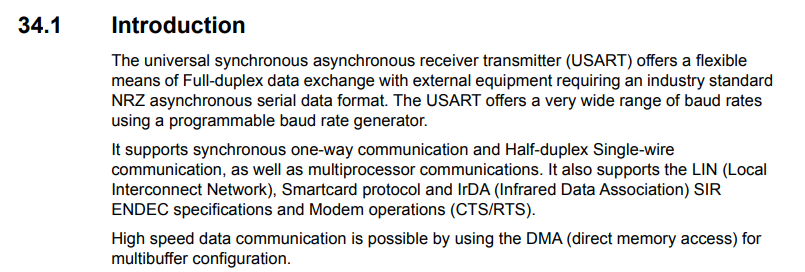 34.1 Introduction
The universal synchronous asynchronous receiver transmitter (USART) offers a flexible
means of Full-duplex data exchange with external equipment requiring an industry standard
NRZ asynchronous serial data format. The USART offers a very wide range of baud rates
using a programmable baud rate generator.
It supports synchronous one-way communication and Half-duplex Single-wire
communication, as well as multiprocessor communications. It also supports the LIN (Local
Interconnect Network), Smartcard protocol and IrDA (Infrared Data Association) SIR
ENDEC specifications and Modem operations (CTS/RTS).
High speed data communication is possible by using the DMA (direct memory access) for
multibuffer configuration.